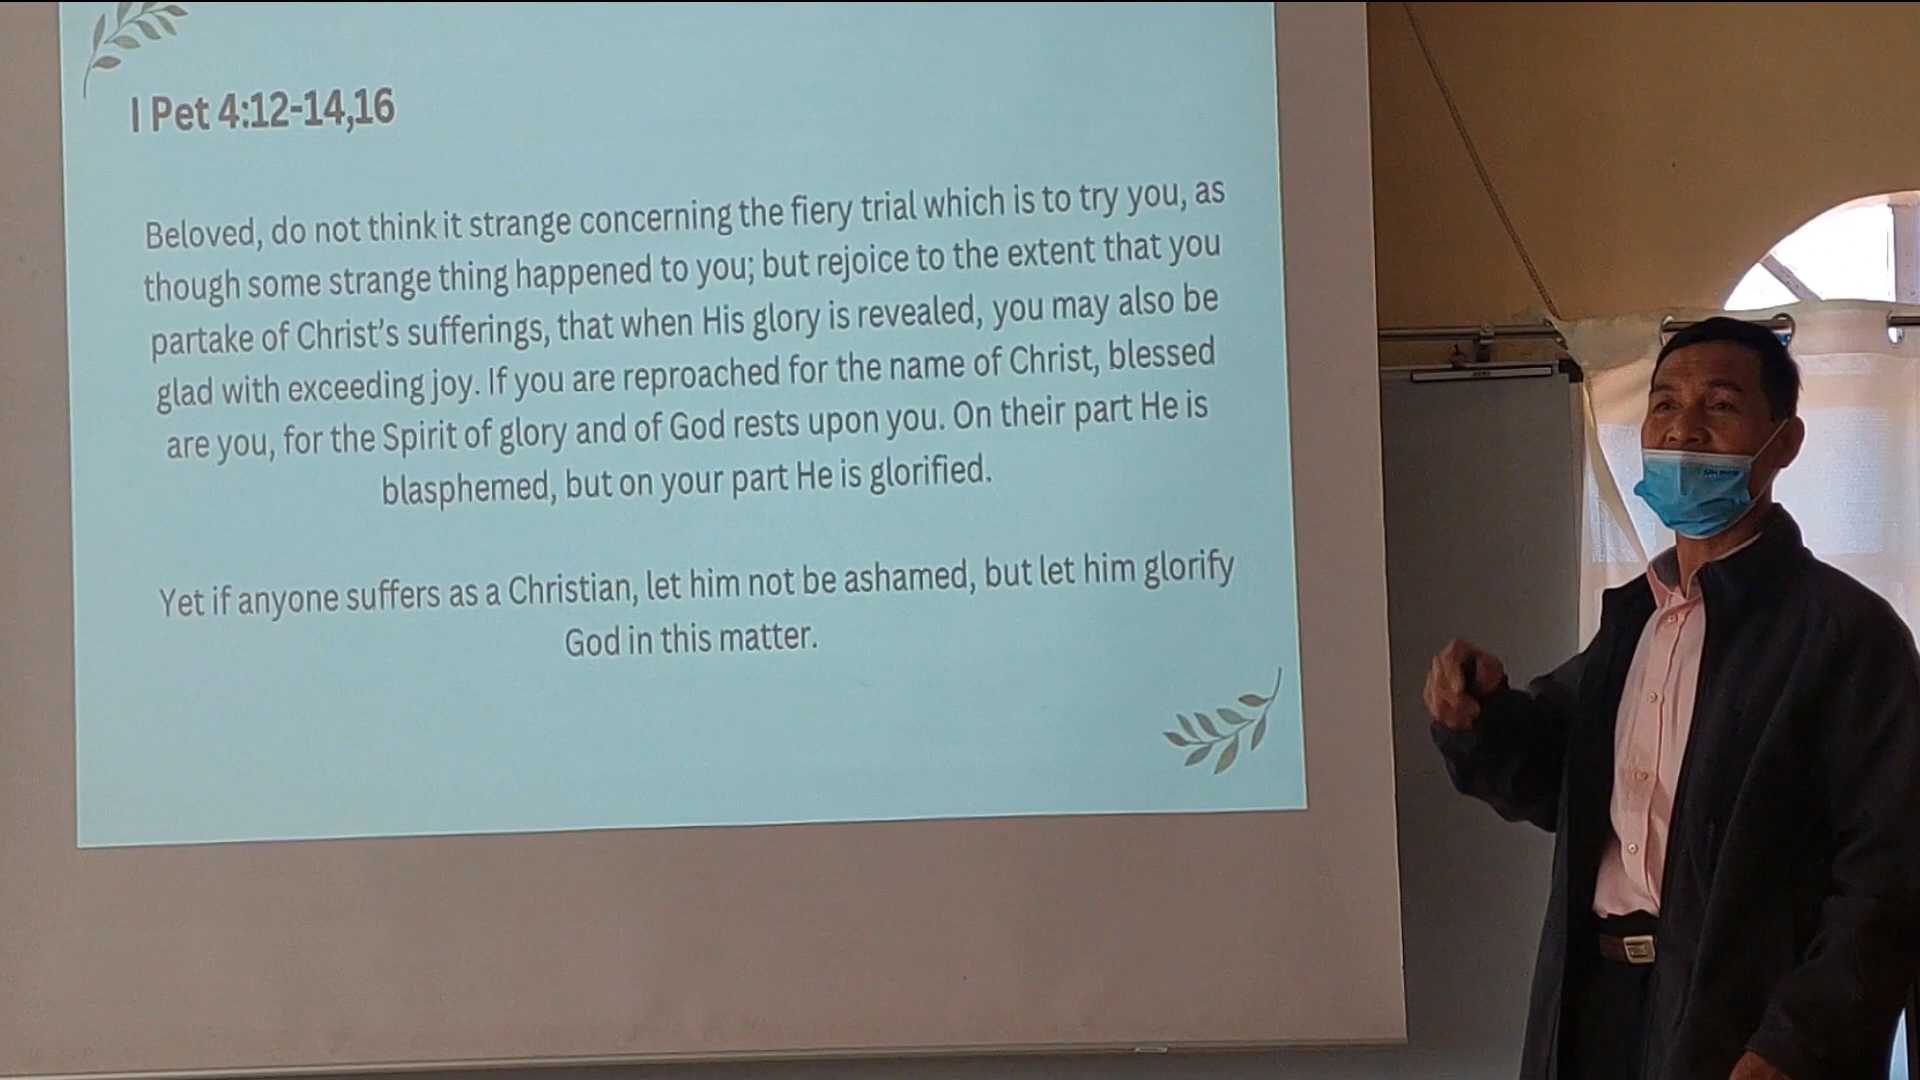 I Pet 4:12-14,16
Beloved, do not think it strange concerning the fiery trial which is to try you, as
though some strange thing happened to you; but rejoice to the extent that you
partake of Christ's sufferings, that when His glory is revealed, you may also be
glad with exceeding joy. If you are reproached for the name of Christ, blessed
are you, for the Spirit of glory and of God rests upon you. On their part He is
blasphemed, but on your part He is glorified.
Yet if anyone suffers as a Christian, let him not be ashamed, but let him glorify
God in this matter.